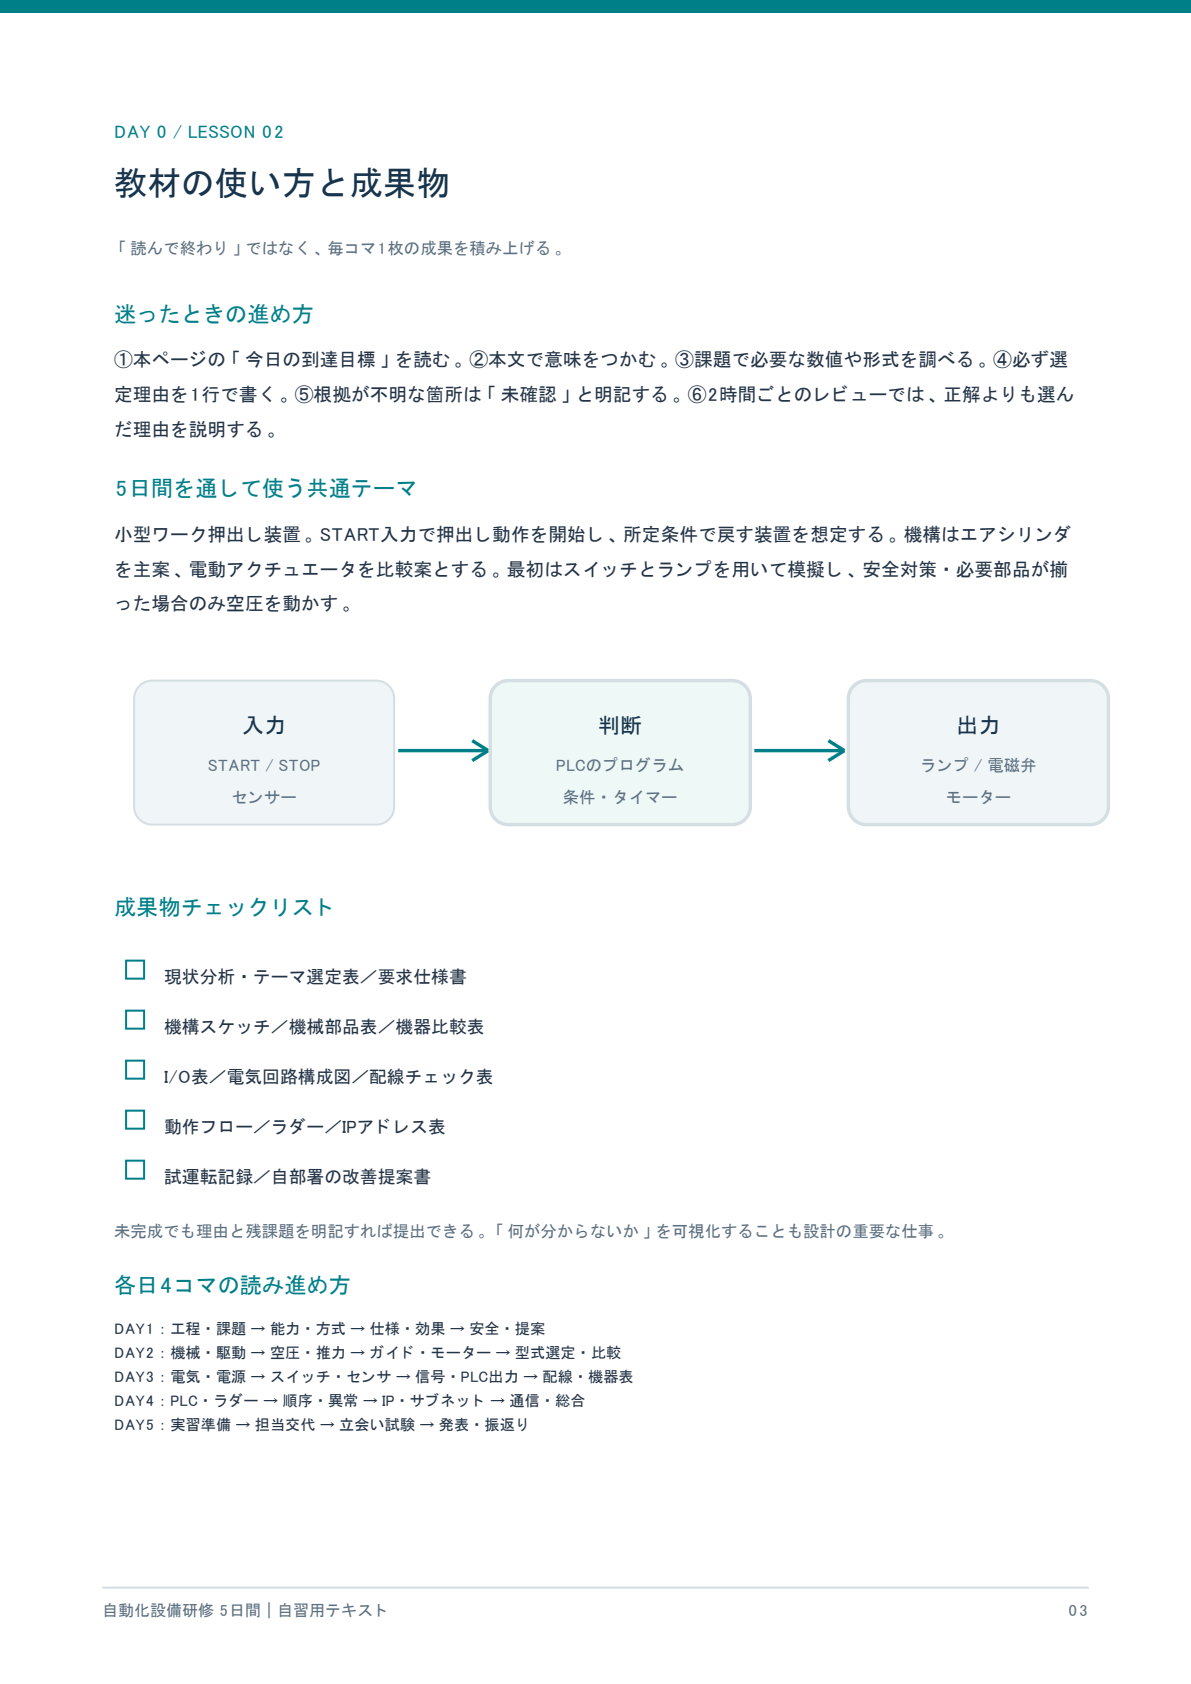 DAY 0 / LESSON 02
教材の使い方と成果物
「読んで終わり」ではなく、毎コマ1枚の成果を積み上げる。
迷ったときの進め方
①本ページの「今日の到達目標」を読む。②本文で意味をつかむ。③課題で必要な数値や形式を調べる。④必ず選
定理由を1行で書く。⑤根拠が不明な箇所は「未確認」と明記する。⑥2時間ごとのレビューでは、正解よりも選ん
だ理由を説明する。
5日間を通して使う共通テーマ
小型ワーク押出し装置。START入力で押出し動作を開始し、所定条件で戻す装置を想定する。機構はエアシリンダ
を主案、電動アクチュエータを比較案とする。最初はスイッチとランプを用いて模擬し、安全対策・必要部品が揃
った場合のみ空圧を動かす。
入力
START / STOP
センサー
判断
PLCのプログラム
条件・タイマー
出力
ランプ / 電磁弁
モーター
成果物チェックリスト
現状分析・テーマ選定表／要求仕様書
機構スケッチ／機械部品表／機器比較表
I/O表／電気回路構成図／配線チェック表
動作フロー／ラダー／IPアドレス表
試運転記録／自部署の改善提案書
未完成でも理由と残課題を明記すれば提出できる。「何が分からないか」を可視化することも設計の重要な仕事。
各日4コマの読み進め方
DAY1：工程・課題 → 能力・方式 → 仕様・効果 → 安全・提案
DAY2：機械・駆動 → 空圧・推力 → ガイド・モーター → 型式選定・比較
DAY3：電気・電源 → スイッチ・センサ → 信号・PLC出力 → 配線・機器表
DAY4：PLC・ラダー → 順序・異常 → IP・サブネット → 通信・総合
DAY5：実習準備 → 担当交代 → 立会い試験 → 発表・振返り
自動化設備研修 5日間｜自習用テキスト
03